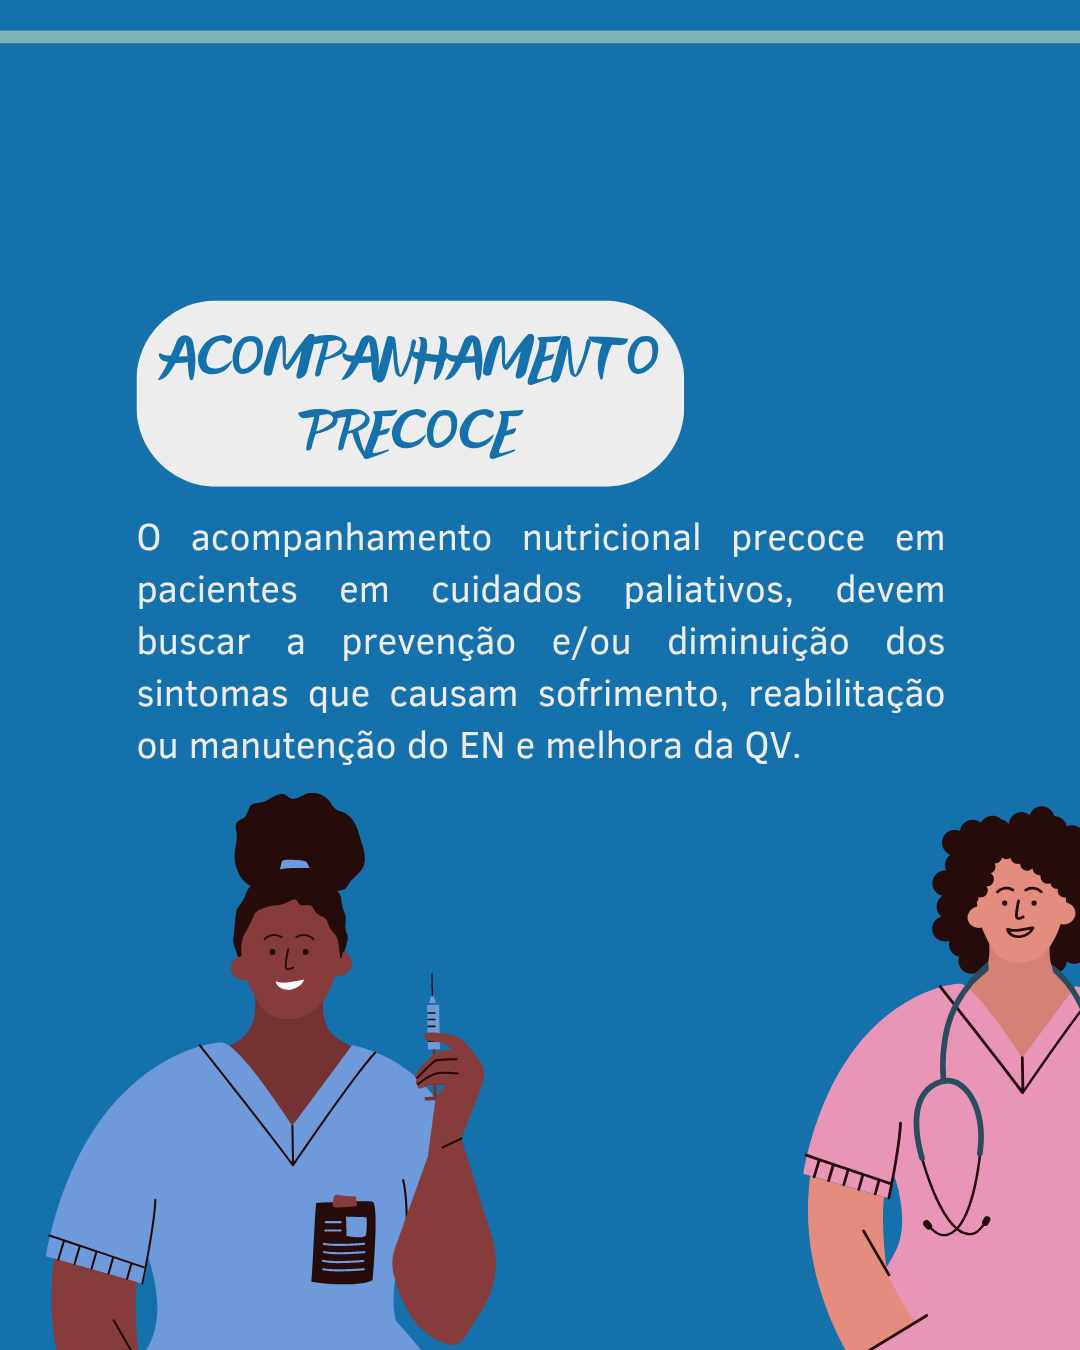 ACOMPANHAMENTO
PRECOCE
O acompanhamento nutricional precoce em
pacientes em cuidados paliativos, devem
buscar a prevenção e/ou diminuição dos
sintomas que causam sofrimento, reabilitação
ou manutenção do EN e melhora da QV.